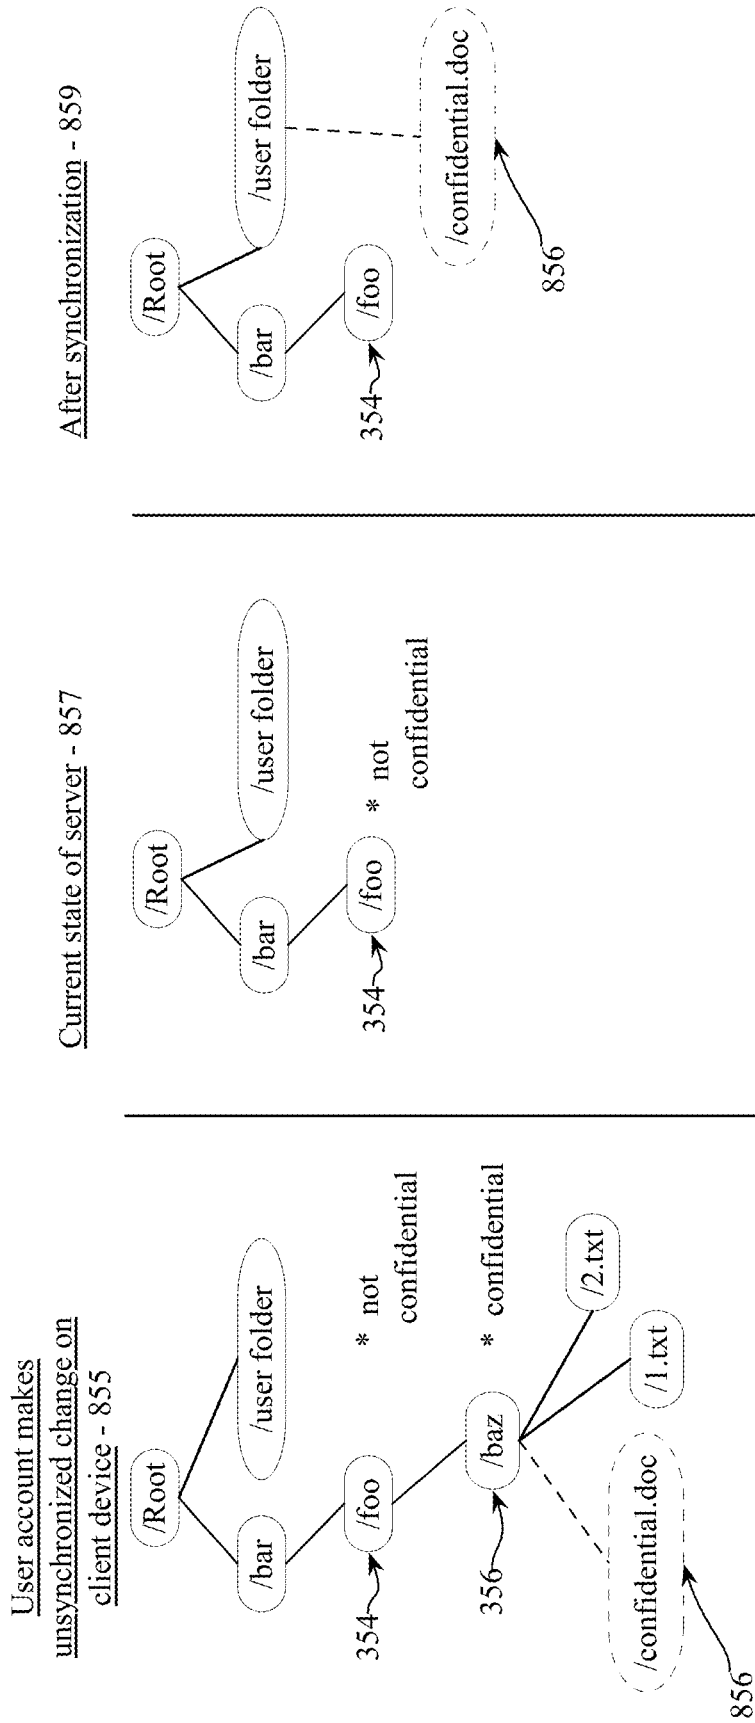 User account makes
unsynchronized change on
client device - 855
/Root
/bar
/user folder
/foo
* not
confidential
354
/baz
* confidential
356
/2.txt
/1.txt
/confidential.doc
856
Current state of server - 857
/Root
/bar
/user folder
/foo
* not
confidential
354
After synchronization - 859
/Root
/bar
/user folder
/foo
354
/confidential.doc
856